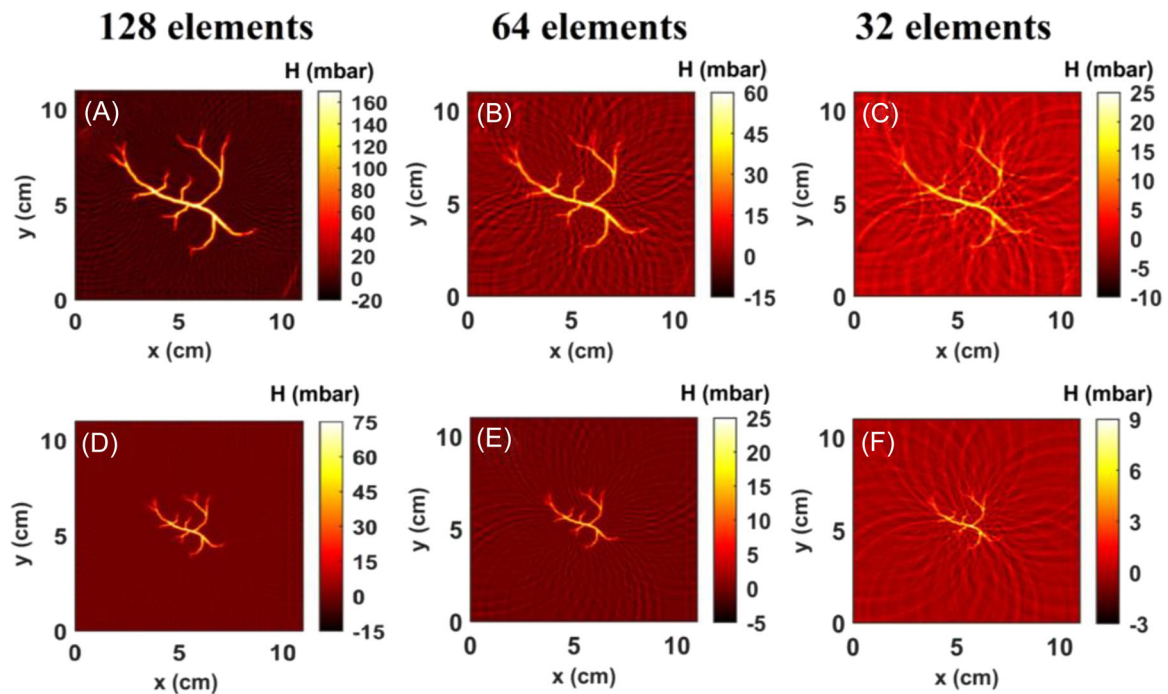 128 elements
64 elements
32 elements
H (mbar)
H (mbar)
H (mbar)
(A)
(B)
(C)
y (cm)
10
5
0
0
5
10
x (cm)
160
140
120
100
80
60
40
20
0
-20
y (cm)
10
5
0
0
5
10
x (cm)
60
45
30
15
0
-15
y (cm)
10
5
0
0
5
10
x (cm)
25
20
15
10
5
0
-5
-10
H (mbar)
H (mbar)
H (mbar)
(D)
(E)
(F)
y (cm)
10
5
0
0
5
10
x (cm)
75
60
45
30
15
0
-15
y (cm)
10
5
0
0
5
10
x (cm)
25
20
15
10
5
0
-5
y (cm)
10
5
0
0
5
10
x (cm)
9
6
3
0
-3